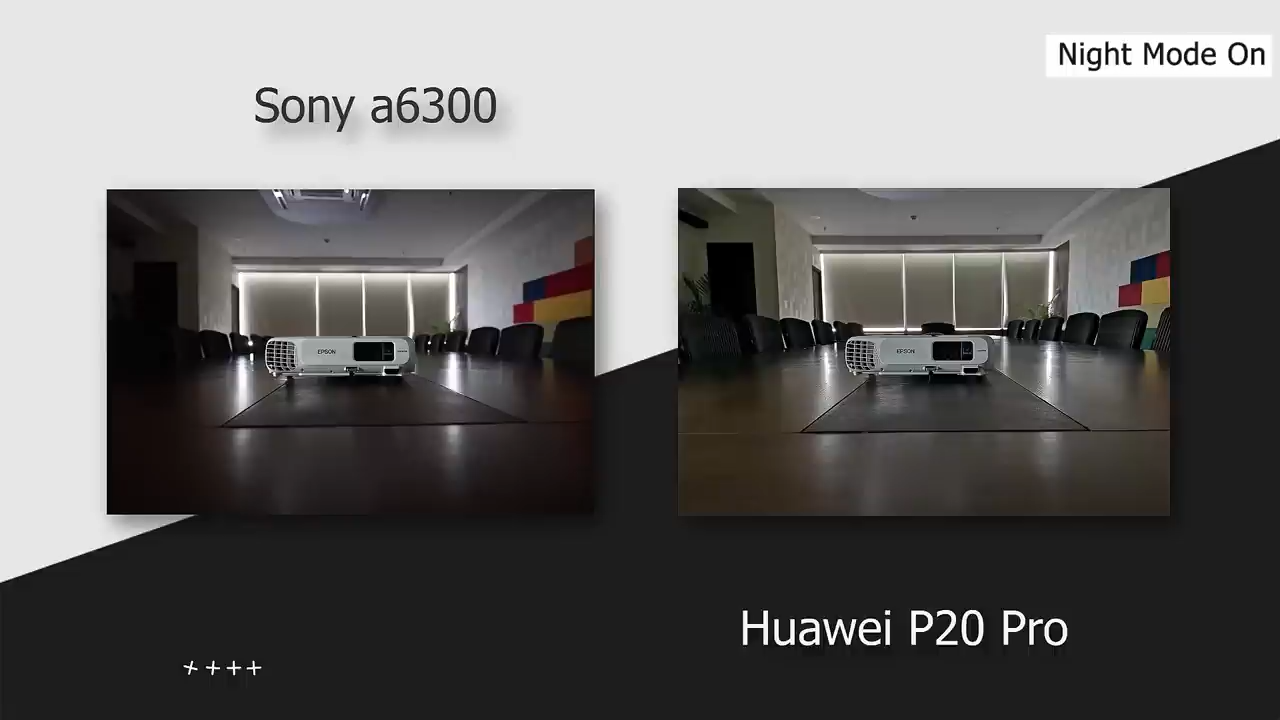 Night Mode On
Sony a6300
EPSON
EPSON
Huawei P20 Pro
++++